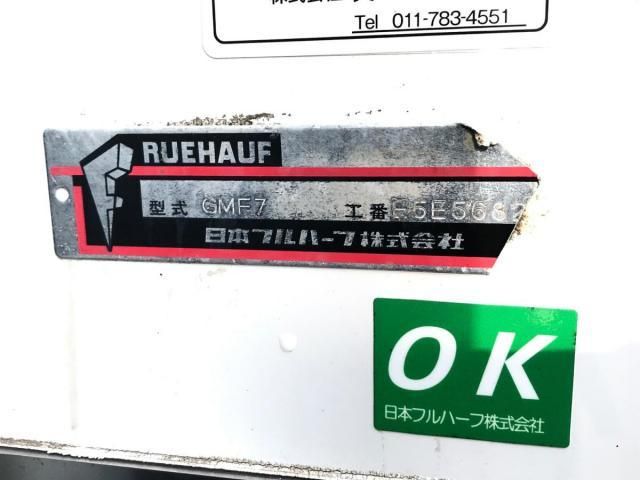 Tel 011-783-4551
RUEHAUF
型式 GMF7 工番
日本フルハーフ株式会社
OK
日本フルハーフ株式会社